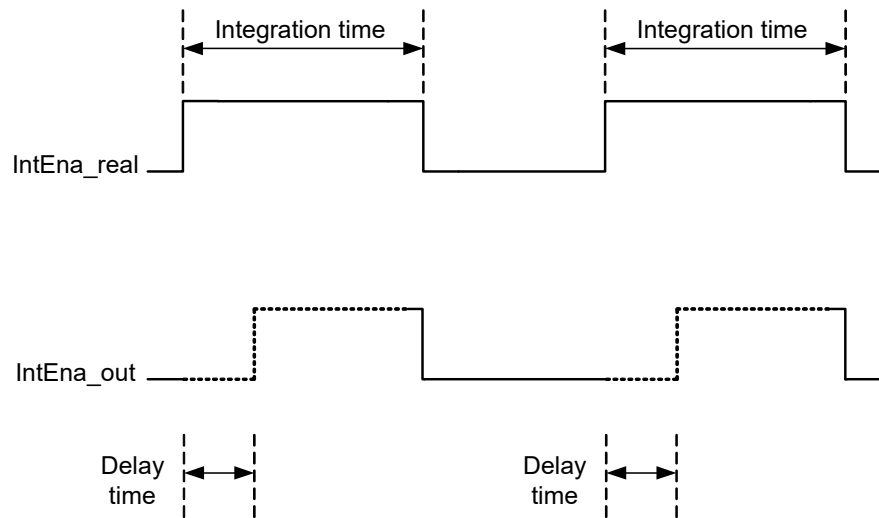 Integration time
Integration time
IntEna_real
IntEna_out
Delay
time
Delay
time